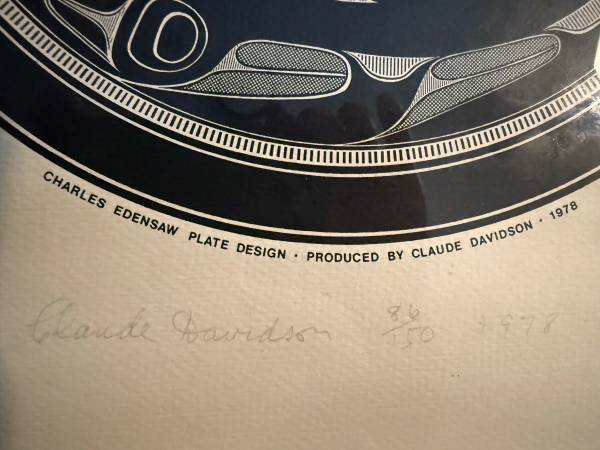 CHARLES EDENSAW PLATE DESIGN · PRODUCED BY CLAUDE DAVIDSON · 1978
Claude Davidson 86/150 1978